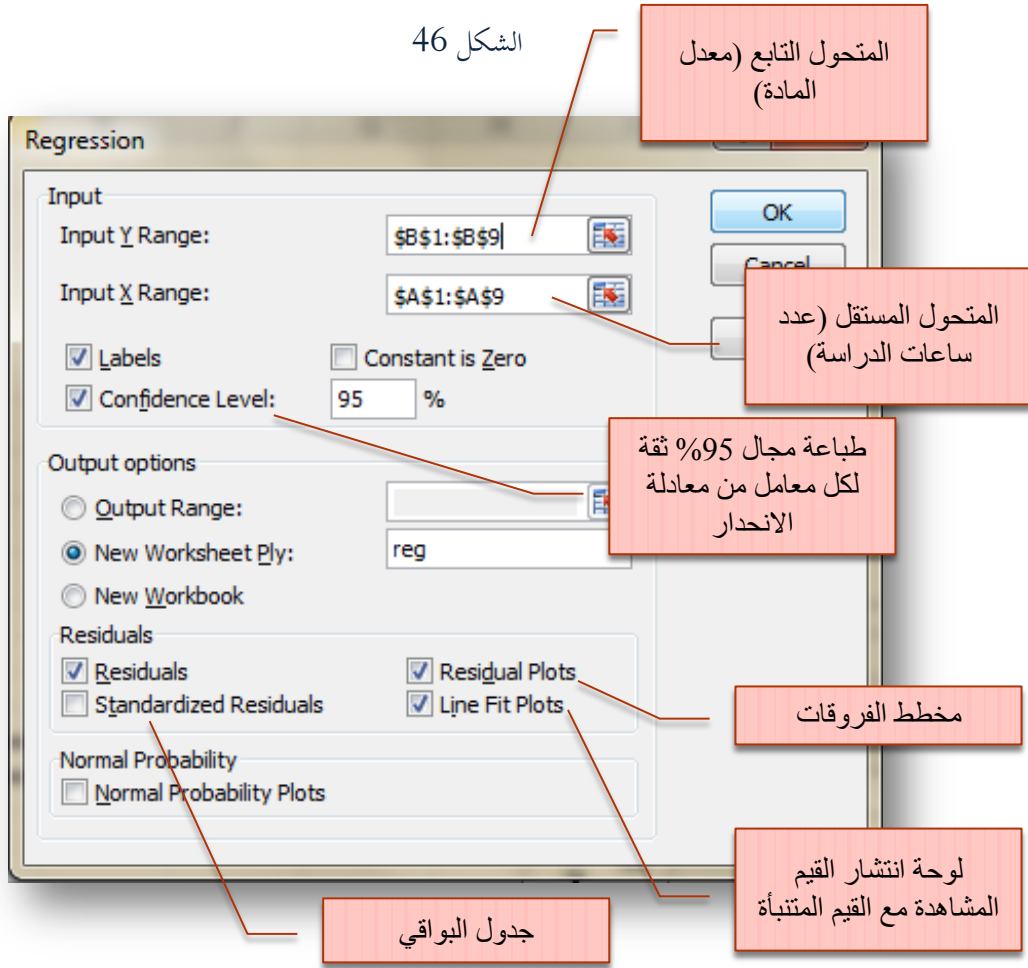 الشكل 46
المتحول التابع (معدل
المادة)
Regression
Input
Input Y Range:
$B$1:$B$9
OK
Input X Range:
$A$1:$A$9
Cancel
المتحول المستقل (عدد
ساعات الدراسة)
Labels
Constant is Zero
Confidence Level:
95
%
طباعة مجال 95% ثقة
لكل معامل من معادلة
الانحدار
Output options
Output Range:
New Worksheet Ply:
reg
New Workbook
Residuals
Residuals
Residual Plots
Standardized Residuals
Line Fit Plots
مخطط الفروقات
Normal Probability
Normal Probability Plots
لوحة انتشار القيم
المشاهدة مع القيم المتنبأة
جدول البواقي